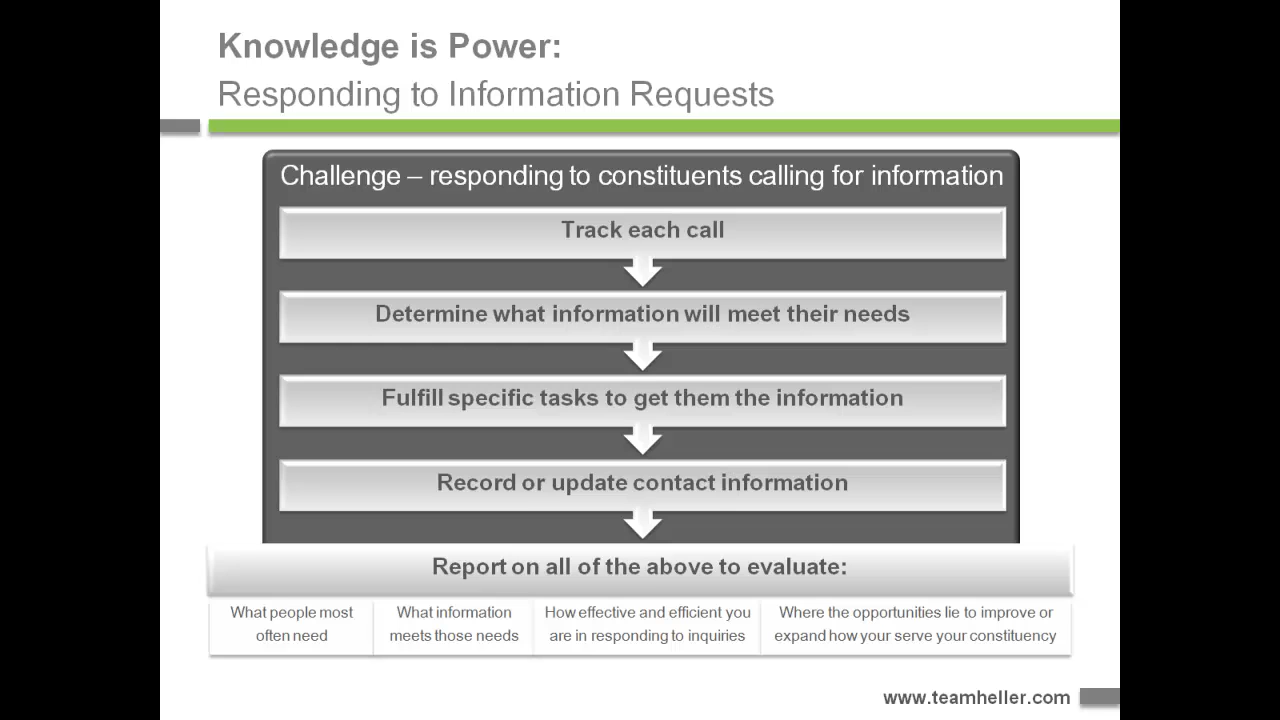 Knowledge is Power:
Responding to Information Requests
Challenge – responding to constituents calling for information
Track each call
Determine what information will meet their needs
Fulfill specific tasks to get them the information
Record or update contact information
Report on all of the above to evaluate:
What people most
often need
What information
meets those needs
How effective and efficient you
are in responding to inquiries
Where the opportunities lie to improve or
expand how your serve your constituency
www.teamheller.com